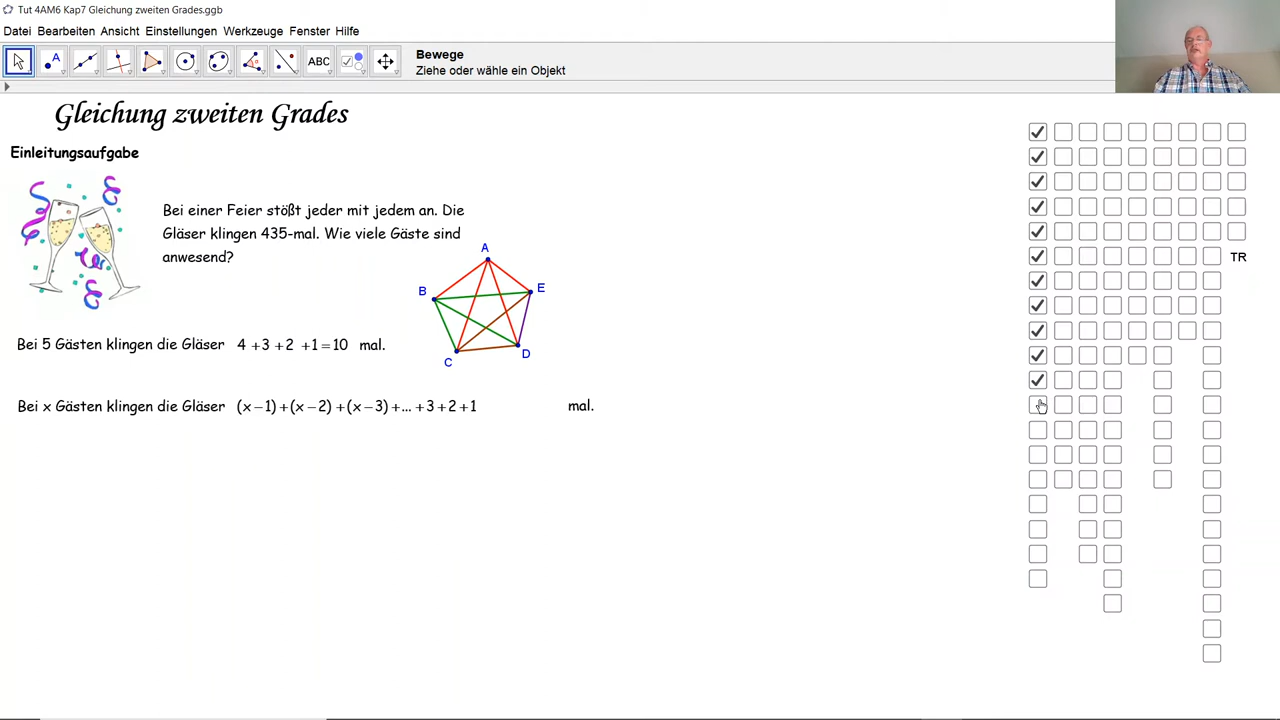 Tut 4AM6 Kap7 Gleichung zweiten Grades.ggb
Datei Bearbeiten Ansicht Einstellungen Werkzeuge Fenster Hilfe
A
ABC
Bewege
Ziehe oder wähle ein Objekt
Gleichung zweiten Grades
Einleitungsaufgabe
Bei einer Feier stößt jeder mit jedem an. Die
Gläser klingen 435-mal. Wie viele Gäste sind
anwesend?
A
B
E
C
D
TR
Bei 5 Gästen klingen die Gläser 4 +3 + 2 +1 = 10 mal.
Bei x Gästen klingen die Gläser (x – 1) + (x – 2) + (x – 3) + ... + 3 + 2 + 1 mal.